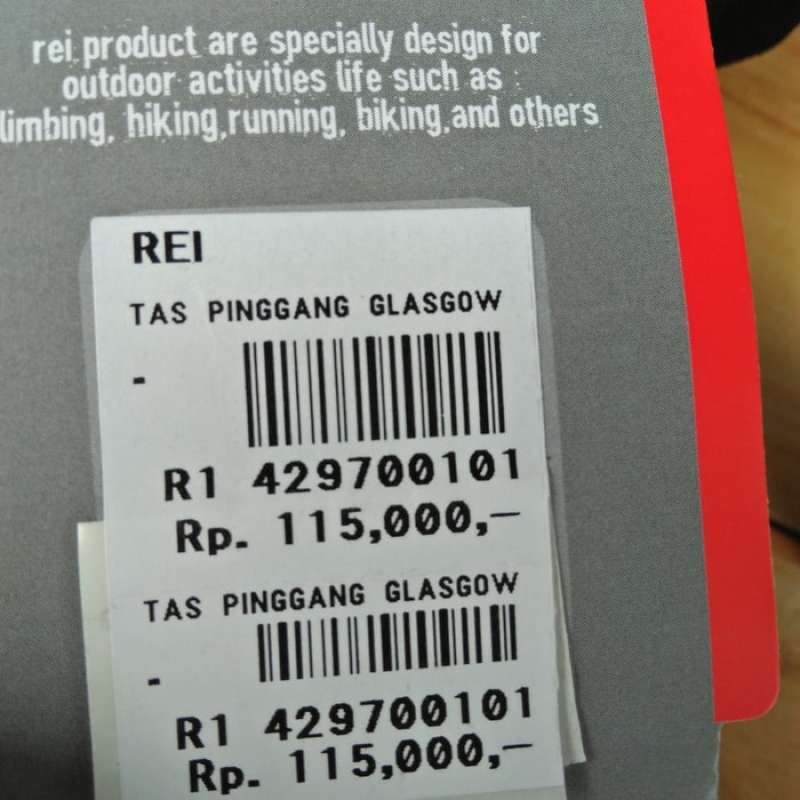 rei product are specially design for
outdoor activities life such as :
limbing, hiking,running, biking,and others
REI
TAS PINGGANG GLASGOW
-
R1 429700101
Rp. 115,000,-
TAS PINGGANG GLASGOW
-
R1 429700101
Rp. 115,000,-